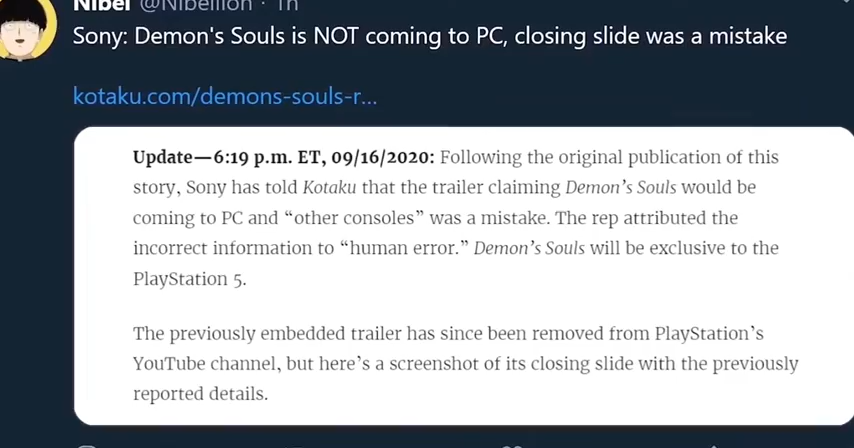 Nibel @Nibellion · 1h
Sony: Demon's Souls is NOT coming to PC, closing slide was a mistake
kotaku.com/demons-souls-r...
Update—6:19 p.m. ET, 09/16/2020: Following the original publication of this
story, Sony has told Kotaku that the trailer claiming Demon’s Souls would be
coming to PC and “other consoles” was a mistake. The rep attributed the
incorrect information to “human error.” Demon’s Souls will be exclusive to the
PlayStation 5.
The previously embedded trailer has since been removed from PlayStation’s
YouTube channel, but here’s a screenshot of its closing slide with the previously
reported details.